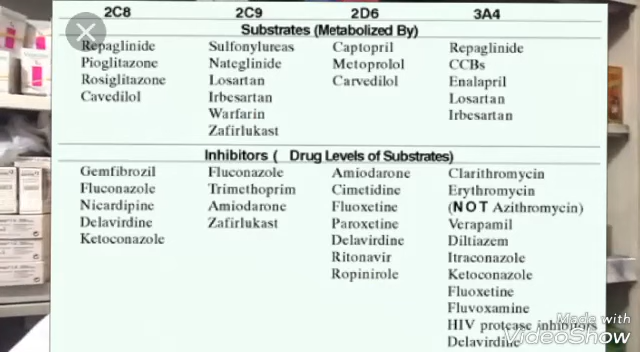 2C8 2C9 2D6 3A4
Substrates (Metabolized By)
Repaglinide Sulfonylureas Captopril Repaglinide
Pioglitazone Nateglinide Metoprolol CCBs
Rosiglitazone Losartan Carvedilol Enalapril
Cavedilol Irbesartan Losartan
Warfarin Irbesartan
Zafirlukast
Inhibitors ( Drug Levels of Substrates)
Gemfibrozil Fluconazole Amiodarone Clarithromycin
Fluconazole Trimethoprim Cimetidine Erythromycin
Nicardipine Amiodarone Fluoxetine (NOT Azithromycin)
Delavirdine Zafirlukast Paroxetine Verapamil
Ketoconazole Delavirdine Diltiazem
Ritonavir Itraconazole
Ropinirole Ketoconazole
Fluoxetine
Fluvoxamine
HIV protease inhibitors
Delavirdine
Made with
VideoShow